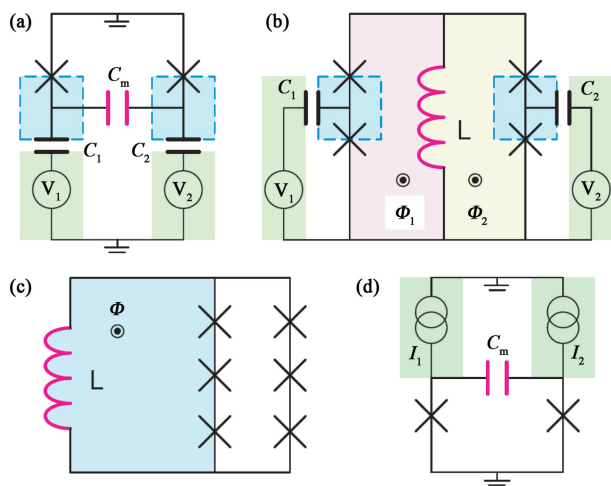 (a)
C_m
C_1
C_2
V_1
V_2
(b)
C_1
C_2
L
V_1
V_2
Φ_1
Φ_2
(c)
Φ
L
(d)
I_1
C_m
I_2